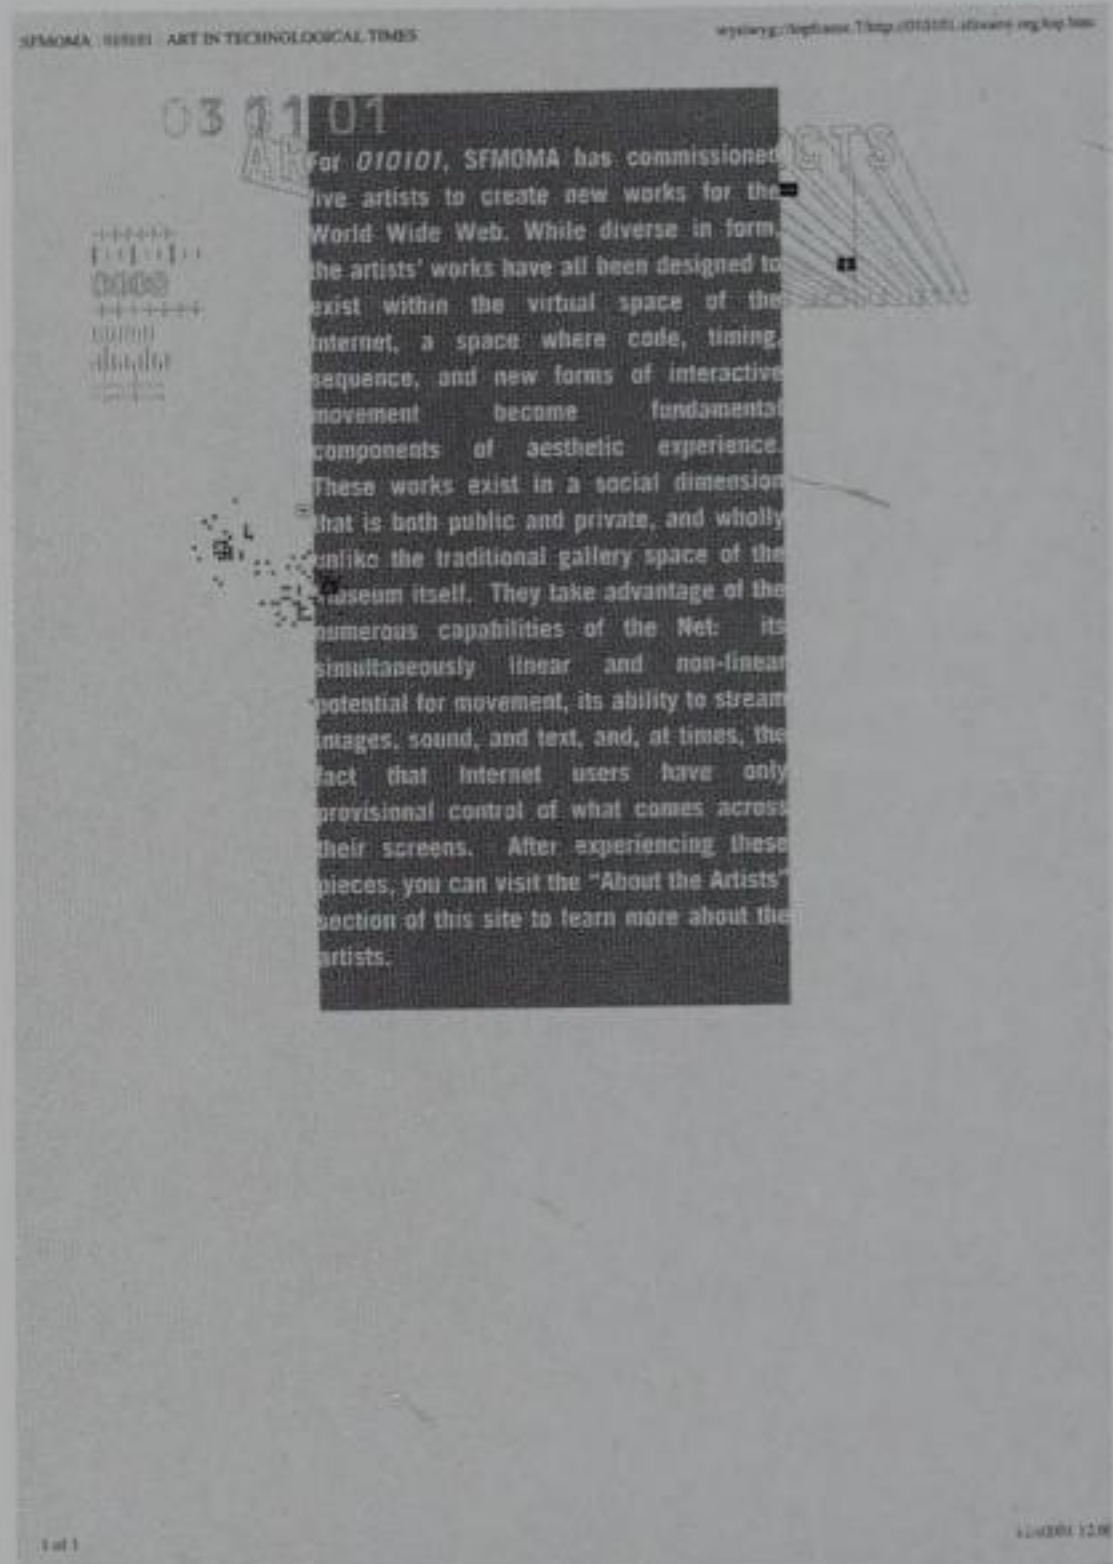 SFMOMA 010101 ART IN TECHNOLOGICAL TIMES
03 11 01
For 010101, SFMOMA has commissioned
five artists to create new works for the
World Wide Web. While diverse in form,
the artists' works have all been designed to
exist within the virtual space of the
Internet, a space where code, timing,
sequence, and new forms of interactive
movement become fundamental
components of aesthetic experience.
These works exist in a social dimension
that is both public and private, and wholly
unlike the traditional gallery space of the
museum itself. They take advantage of the
numerous capabilities of the Net: its
simultaneously linear and non-linear
potential for movement, its ability to stream
images, sound, and text, and, at times, the
fact that Internet users have only
provisional control of what comes across
their screens. After experiencing these
pieces, you can visit the "About the Artists"
section of this site to learn more about the
artists.
1 of 1